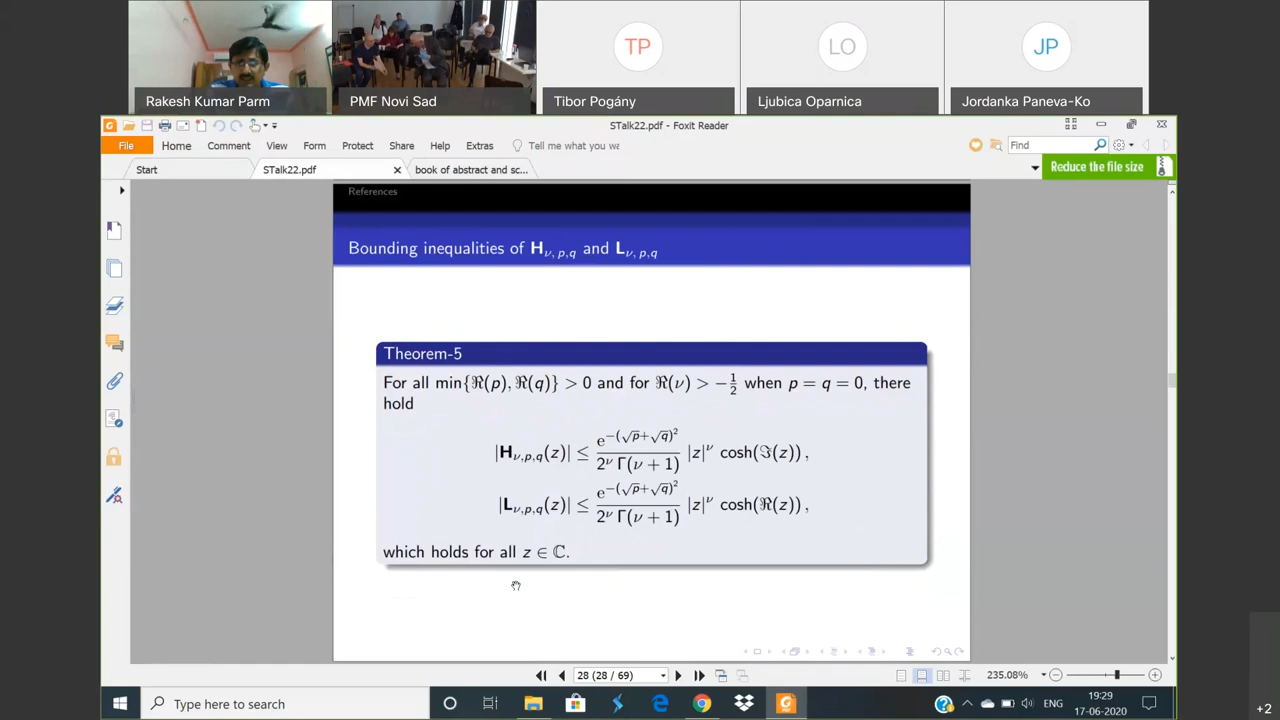 TP
LO
JP
Rakesh Kumar Parm
PMF Novi Sad
Tibor Pogány
Ljubica Oparnica
Jordanka Paneva-Ko
STalk22.pdf - Foxit Reader
File Home Comment View Form Protect Share Help Extras Tell me what you wa Find
Start STalk22.pdf book of abstract and sc... Reduce the file size
References
Bounding inequalities of H_{ν, p,q} and L_{ν, p,q}
Theorem-5
For all min{ℜ(p), ℜ(q)} > 0 and for ℜ(ν) > −1/2 when p = q = 0, there
hold
|H_{ν,p,q}(z)| ≤ e^{−(√p+√q)^2} / (2^ν Γ(ν + 1)) |z|^ν cosh(ℑ(z)) ,
|L_{ν,p,q}(z)| ≤ e^{−(√p+√q)^2} / (2^ν Γ(ν + 1)) |z|^ν cosh(ℜ(z)) ,
which holds for all z ∈ ℂ.
28 (28 / 69) 235.08%
Type here to search ENG 19:29
17-06-2020
+2